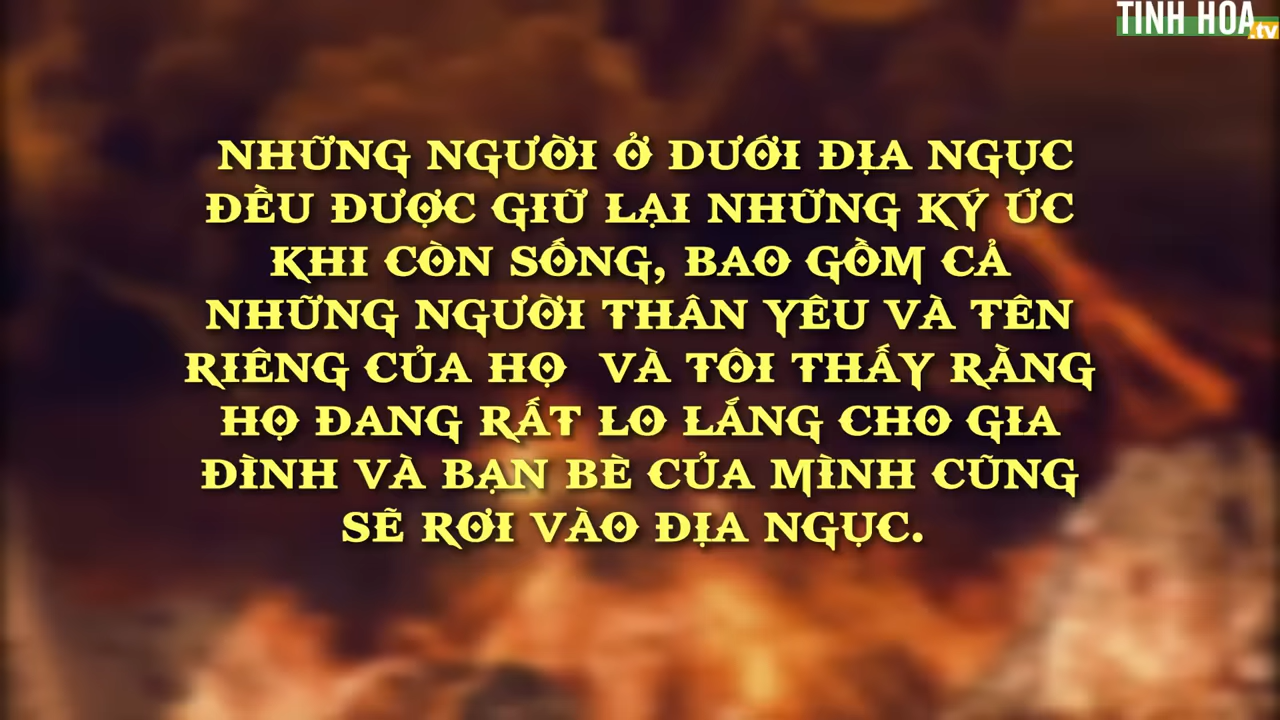 TINH HOA
.tv
NHỮNG NGƯỜI Ở DƯỚI ĐỊA NGỤC
ĐỀU ĐƯỢC GIỮ LẠI NHỮNG KÝ ỨC
KHI CÒN SỐNG, BAO GỒM CẢ
NHỮNG NGƯỜI THÂN YÊU VÀ TÊN
RIÊNG CỦA HỌ VÀ TÔI THẤY RẰNG
HỌ ĐANG RẤT LO LẮNG CHO GIA
ĐÌNH VÀ BẠN BÈ CỦA MÌNH CŨNG
SẼ RƠI VÀO ĐỊA NGỤC.